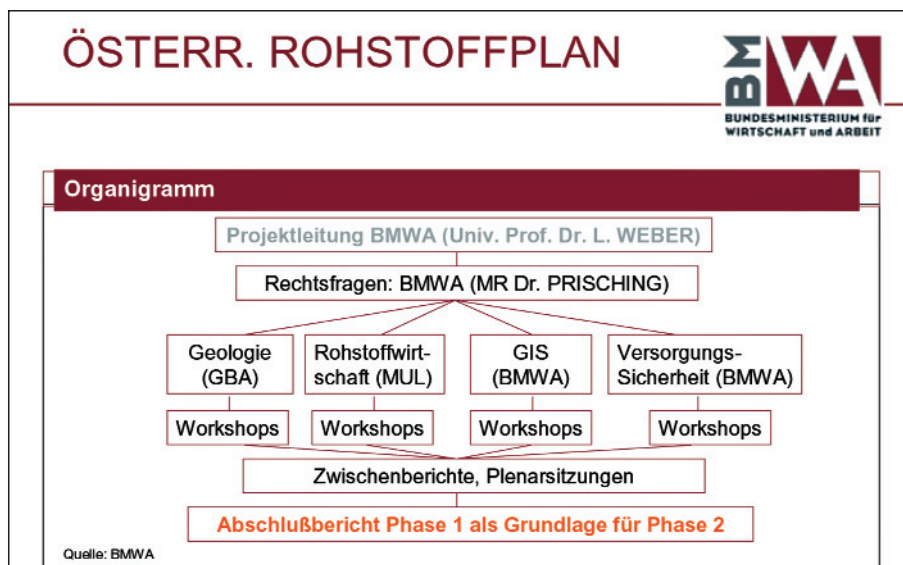 ÖSTERR. ROHSTOFFPLAN
BM
WA
BUNDESMINISTERIUM für
WIRTSCHAFT und ARBEIT
Organigramm
Projektleitung BMWA (Univ. Prof. Dr. L. WEBER)
Rechtsfragen: BMWA (MR Dr. PRISCHING)
Geologie
(GBA)
Rohstoffwirt-
schaft (MUL)
GIS
(BMWA)
Versorgungs-
Sicherheit (BMWA)
Workshops
Workshops
Workshops
Workshops
Zwischenberichte, Plenarsitzungen
Abschlußbericht Phase 1 als Grundlage für Phase 2
Quelle: BMWA